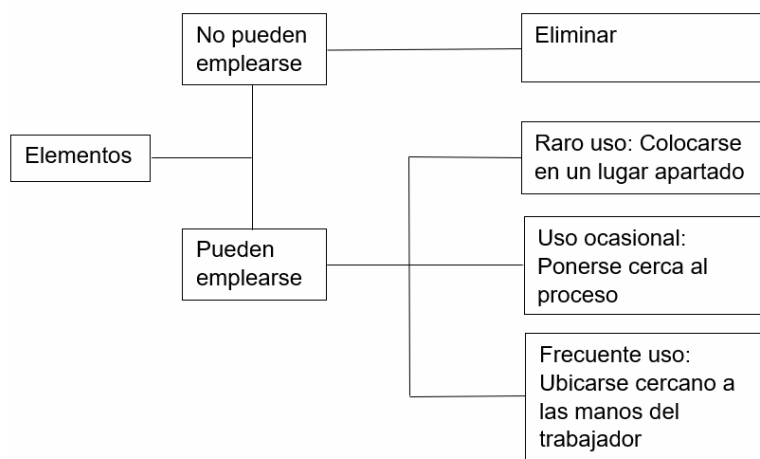 No pueden
emplearse
Eliminar
Elementos
Raro uso: Colocarse
en un lugar apartado
Pueden
emplearse
Uso ocasional:
Ponerse cerca al
proceso
Frecuente uso:
Ubicarse cercano a
las manos del
trabajador